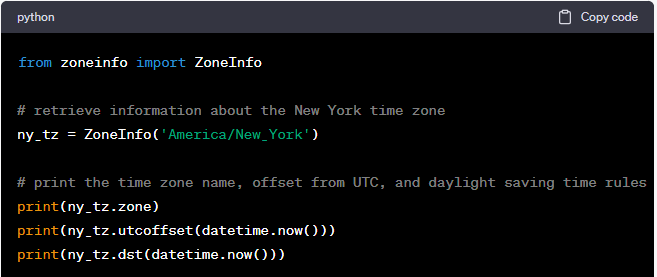 python
Copy code
from zoneinfo import ZoneInfo
# retrieve information about the New York time zone
ny_tz = ZoneInfo('America/New_York')
# print the time zone name, offset from UTC, and daylight saving time rules
print(ny_tz.zone)
print(ny_tz.utcoffset(datetime.now()))
print(ny_tz.dst(datetime.now()))